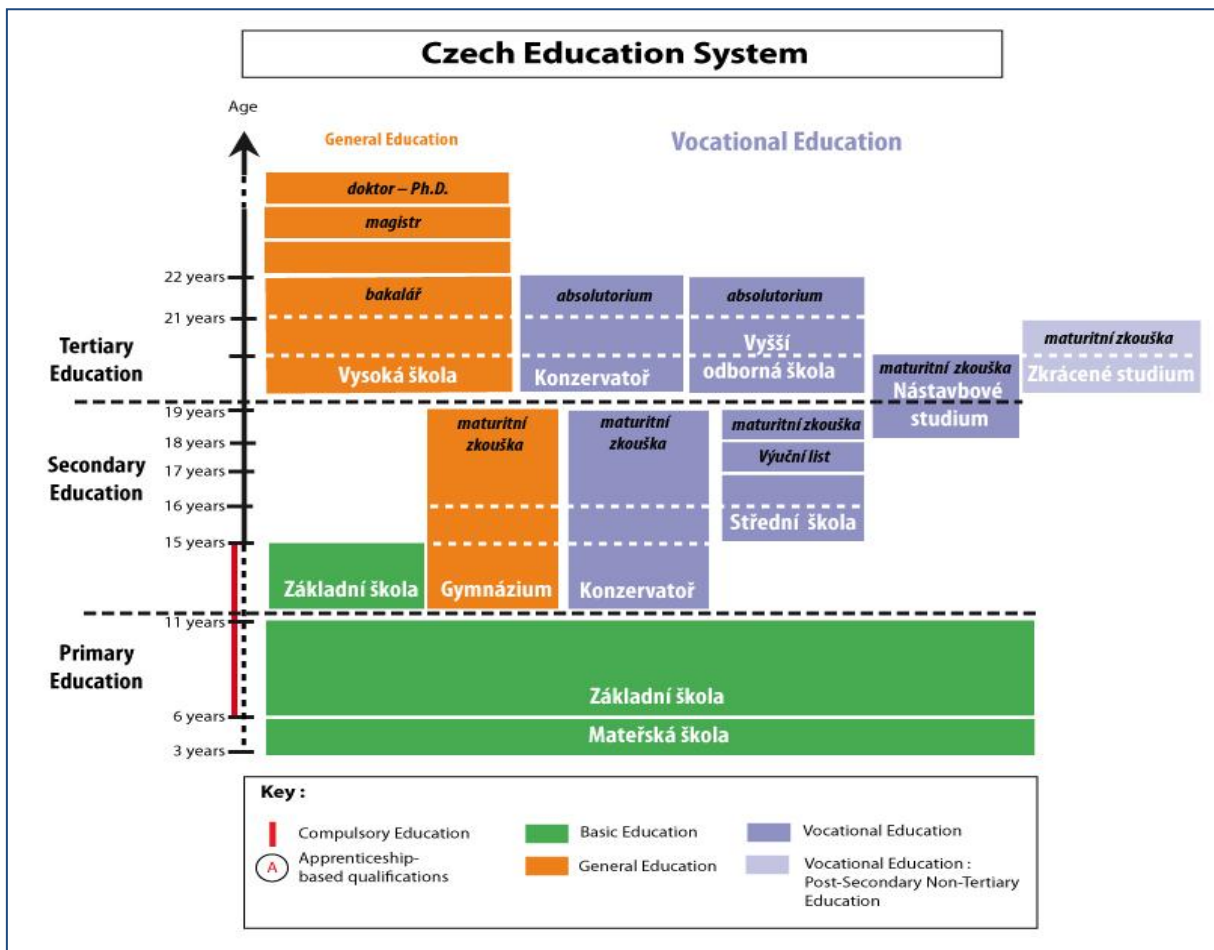 Czech Education System
Age
General Education
Vocational Education
doktor – Ph.D.
magistr
22 years
bakalář
absolutorium
absolutorium
21 years
Tertiary
Education
Vysoká škola
Konzervatoř
Vyšší
odborná škola
maturitní zkouška
Nástavbové
studium
maturitní zkouška
Zkrácené studium
19 years
18 years
17 years
Secondary
Education
16 years
15 years
maturitní
zkouška
maturitní
zkouška
maturitní zkouška
Výuční list
Střední škola
Základní škola
Gymnázium
Konzervatoř
11 years
Primary
Education
Základní škola
6 years
Mateřská škola
3 years
Key :
Compulsory Education
A
Apprenticeship-
based qualifications
Basic Education
General Education
Vocational Education
Vocational Education :
Post-Secondary Non-Tertiary
Education